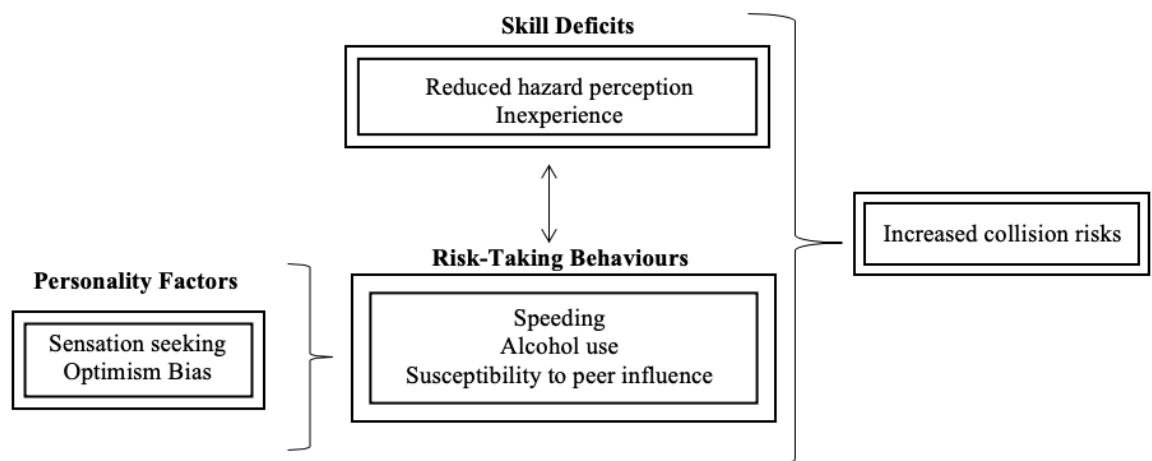 Skill Deficits
Reduced hazard perception
Inexperience
Increased collision risks
Risk-Taking Behaviours
Personality Factors
Speeding
Alcohol use
Susceptibility to peer influence
Sensation seeking
Optimism Bias